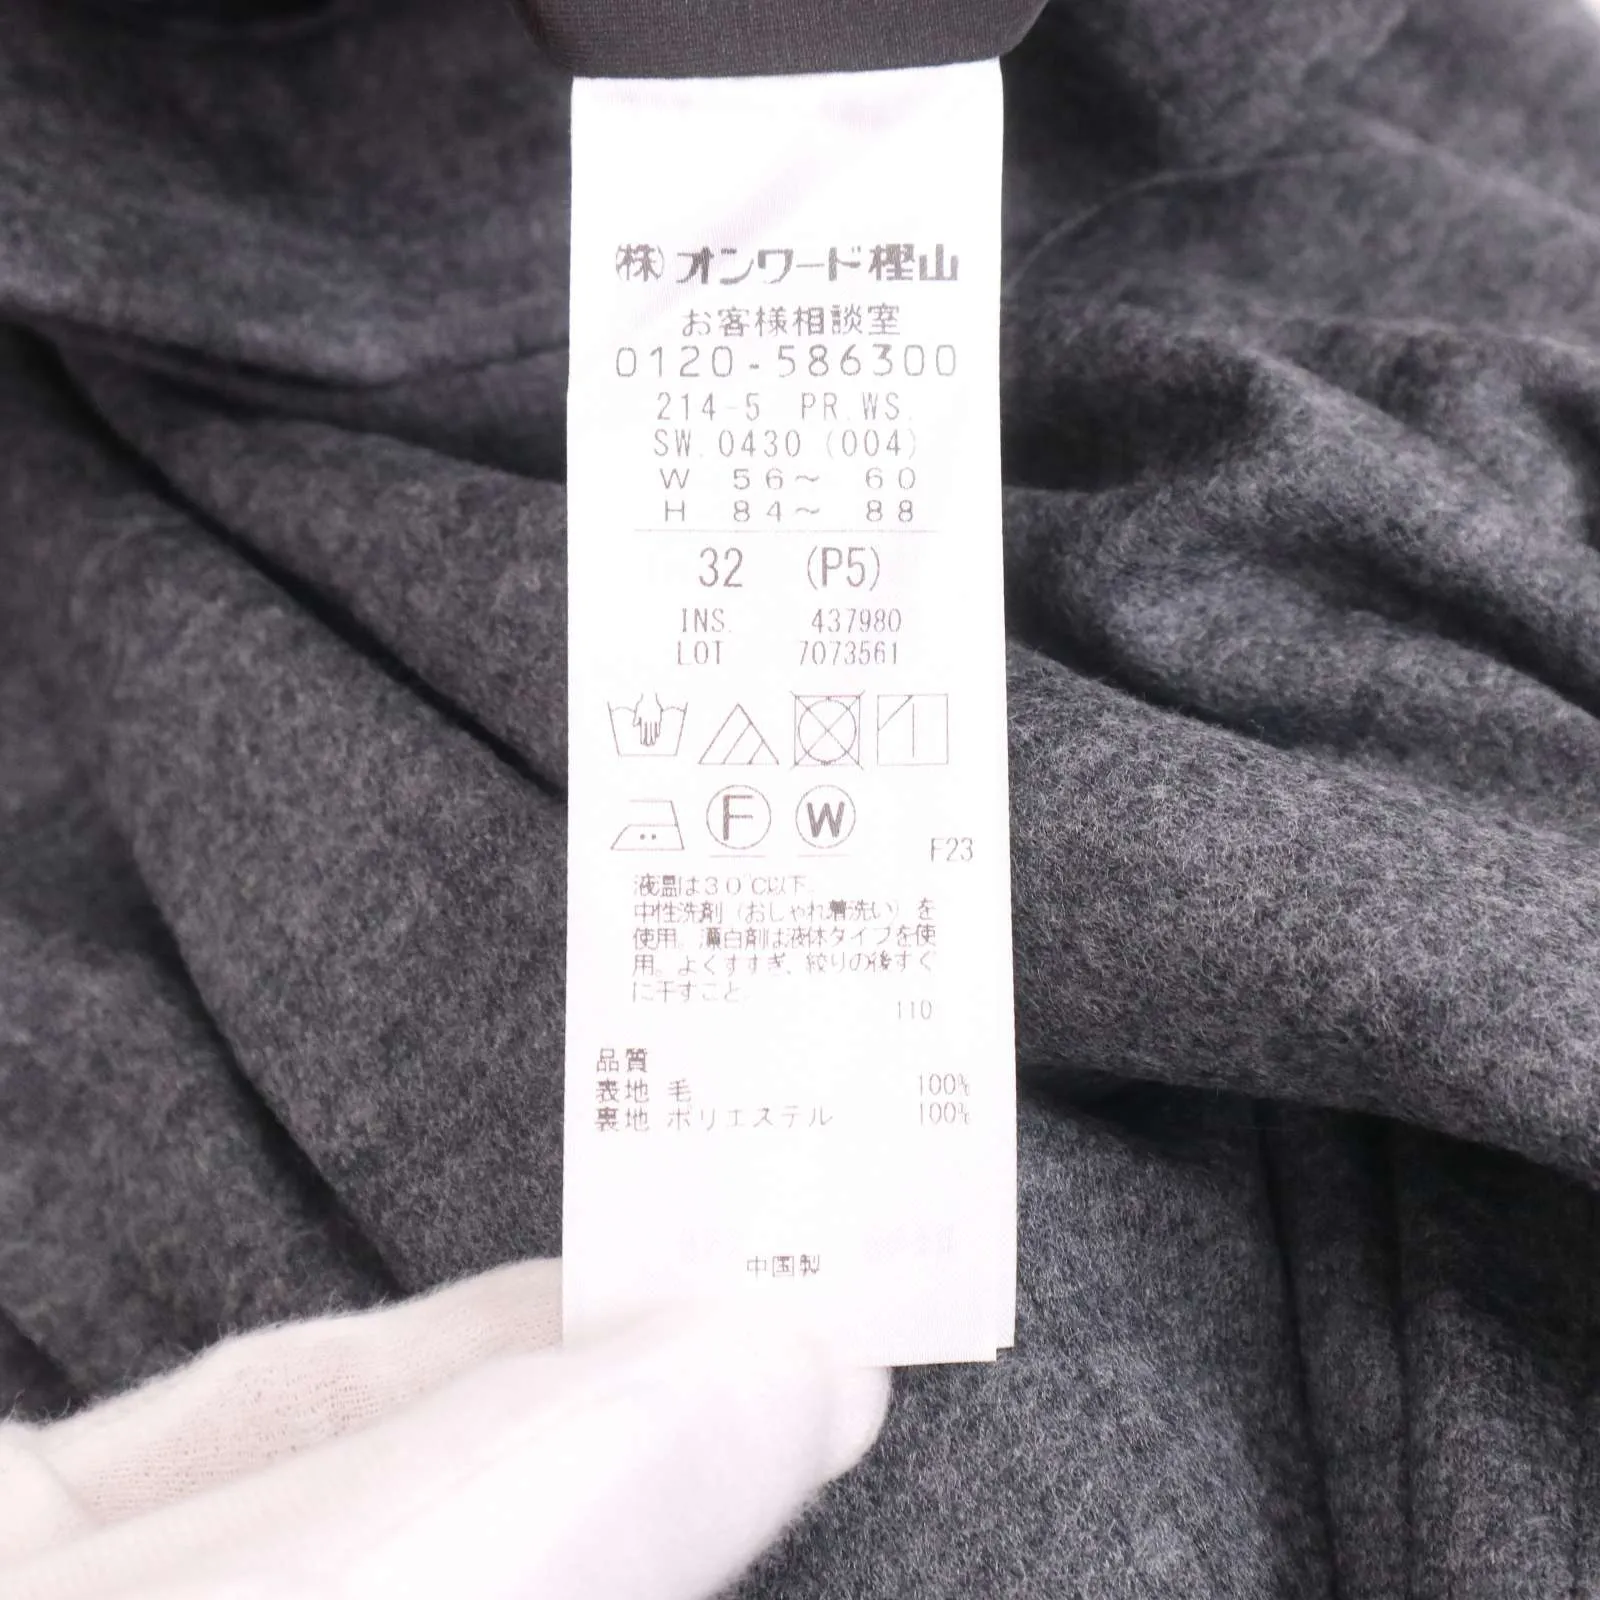 ㈱オンワード樫山
お客様相談室
0120-586300
214-5 PR.WS.
SW.0430 (004)
W 56~ 60
H 84~ 88
32 (P5)
INS. 437980
LOT 7073561
F W
F23
液温は30℃以下。
中性洗剤（おしゃれ着洗い）を
使用。漂白剤は液体タイプを使
用。よくすすぎ、絞りの後すぐ
に干すこと。
110
品質
表地 毛 100%
裏地 ポリエステル 100%
中国製